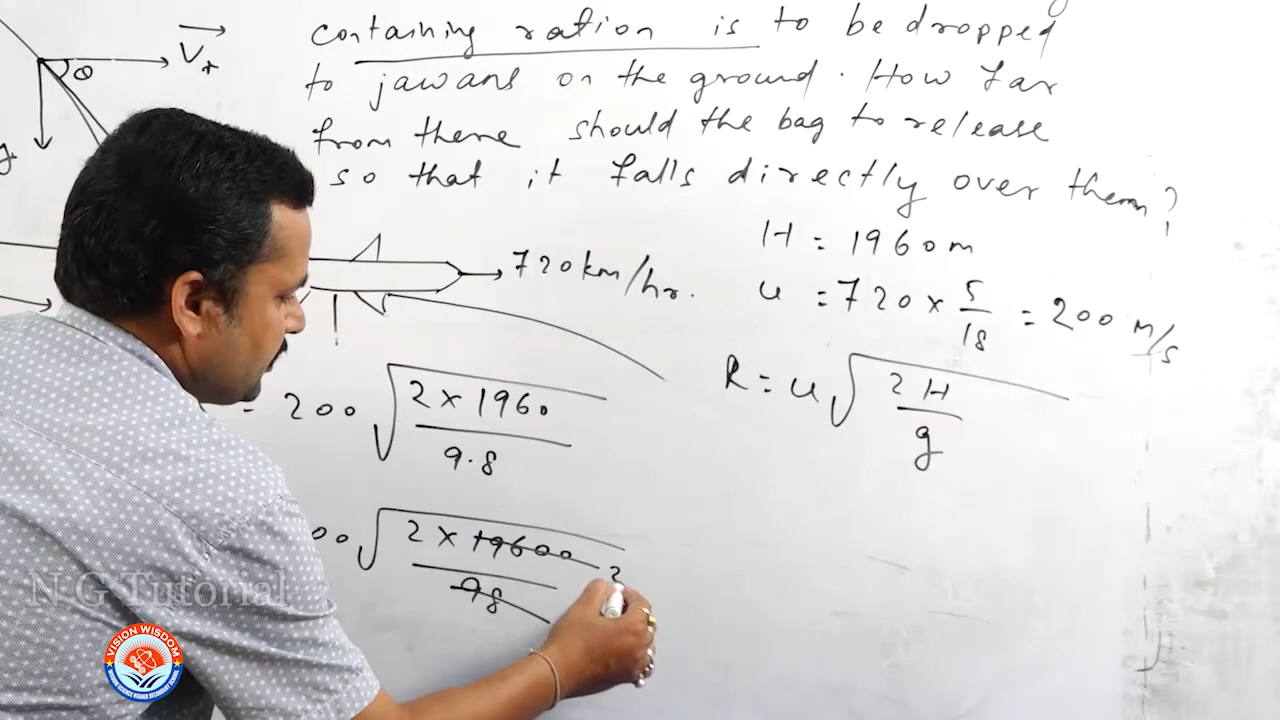 containing ration is to be dropped
to jawans on the ground. How far
from there should the bag to release
so that it falls directly over them?
V
θ
720 km/hr.
H = 1960m
u = 720 × 5/18 = 200 m/s
R = u√(2H/g)
= 200 √(2 × 1960/9.8)
00 √(2 × 19600/98)
2
N G Tutorial
VISION WISDOM